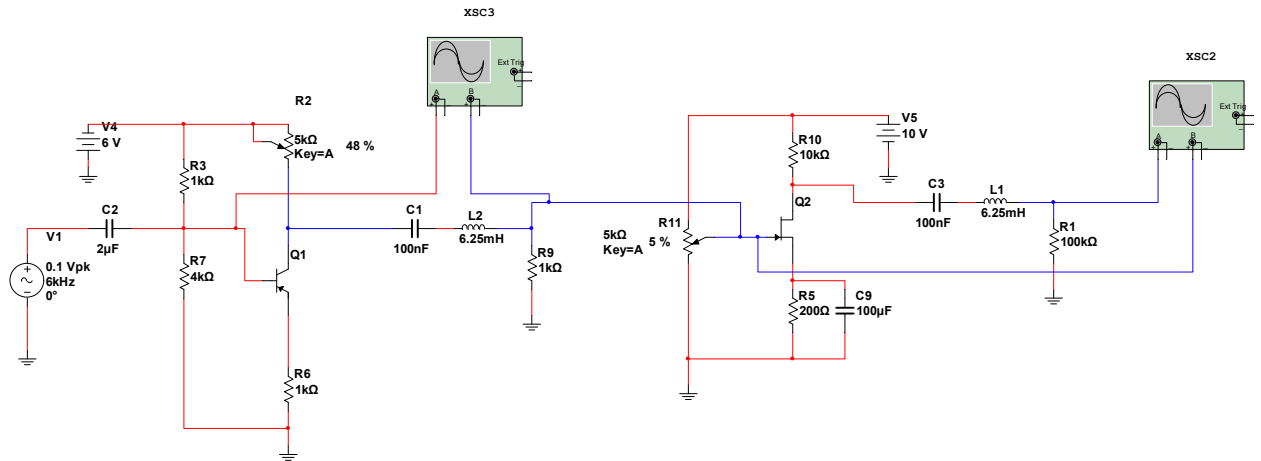 XSC3
Ext Trig
+
−
A
B
+ − + −
XSC2
Ext Trig
+
−
A
B
+ − + −
R2
5kΩ
Key=A
48 %
V4
6 V
R3
1kΩ
C2
2µF
V1
0.1 Vpk
6kHz
0°
R7
4kΩ
Q1
R6
1kΩ
C1
100nF
L2
6.25mH
R9
1kΩ
V5
10 V
R10
10kΩ
Q2
R11
5kΩ
Key=A
5 %
C3
100nF
L1
6.25mH
R1
100kΩ
R5
200Ω
C9
100µF